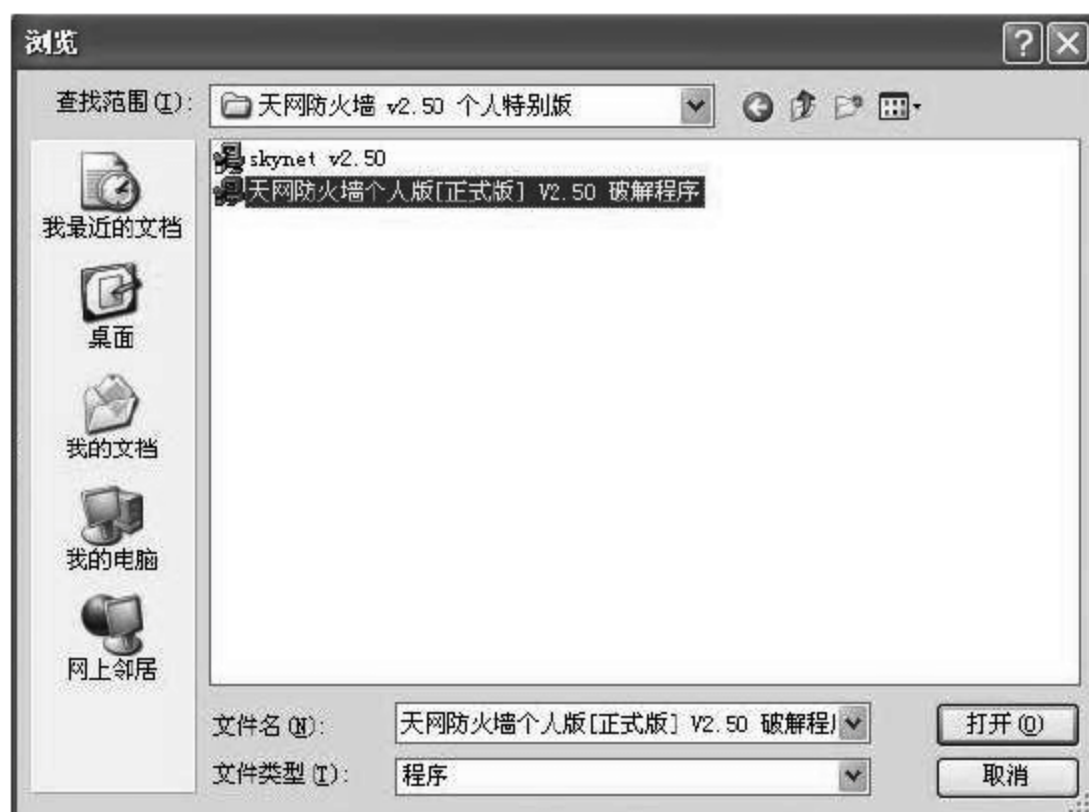 浏览
查找范围(I):
天网防火墙 v2.50 个人特别版
skynet v2.50
天网防火墙个人版[正式版] V2.50 破解程序
我最近的文档
桌面
我的文档
我的电脑
网上邻居
文件名(N):
天网防火墙个人版[正式版] V2.50 破解程
打开(O)
文件类型(T):
程序
取消